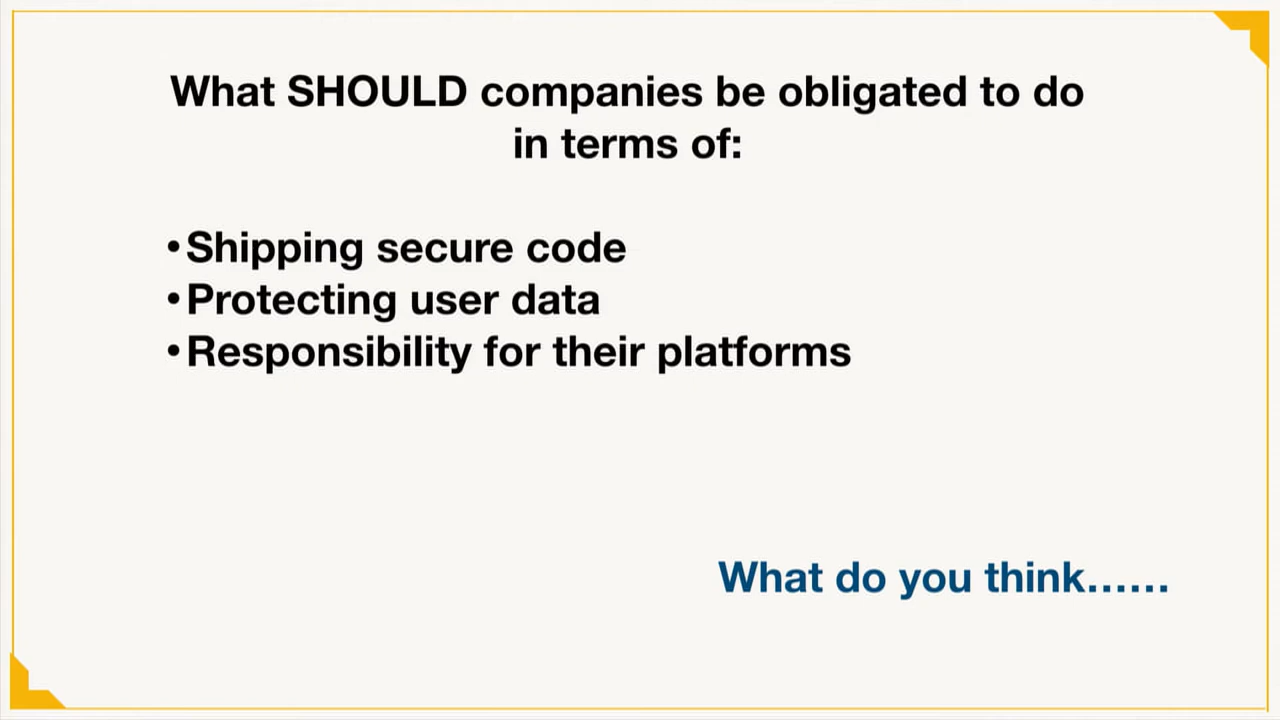 What SHOULD companies be obligated to do
in terms of:
•Shipping secure code
•Protecting user data
•Responsibility for their platforms
What do you think......